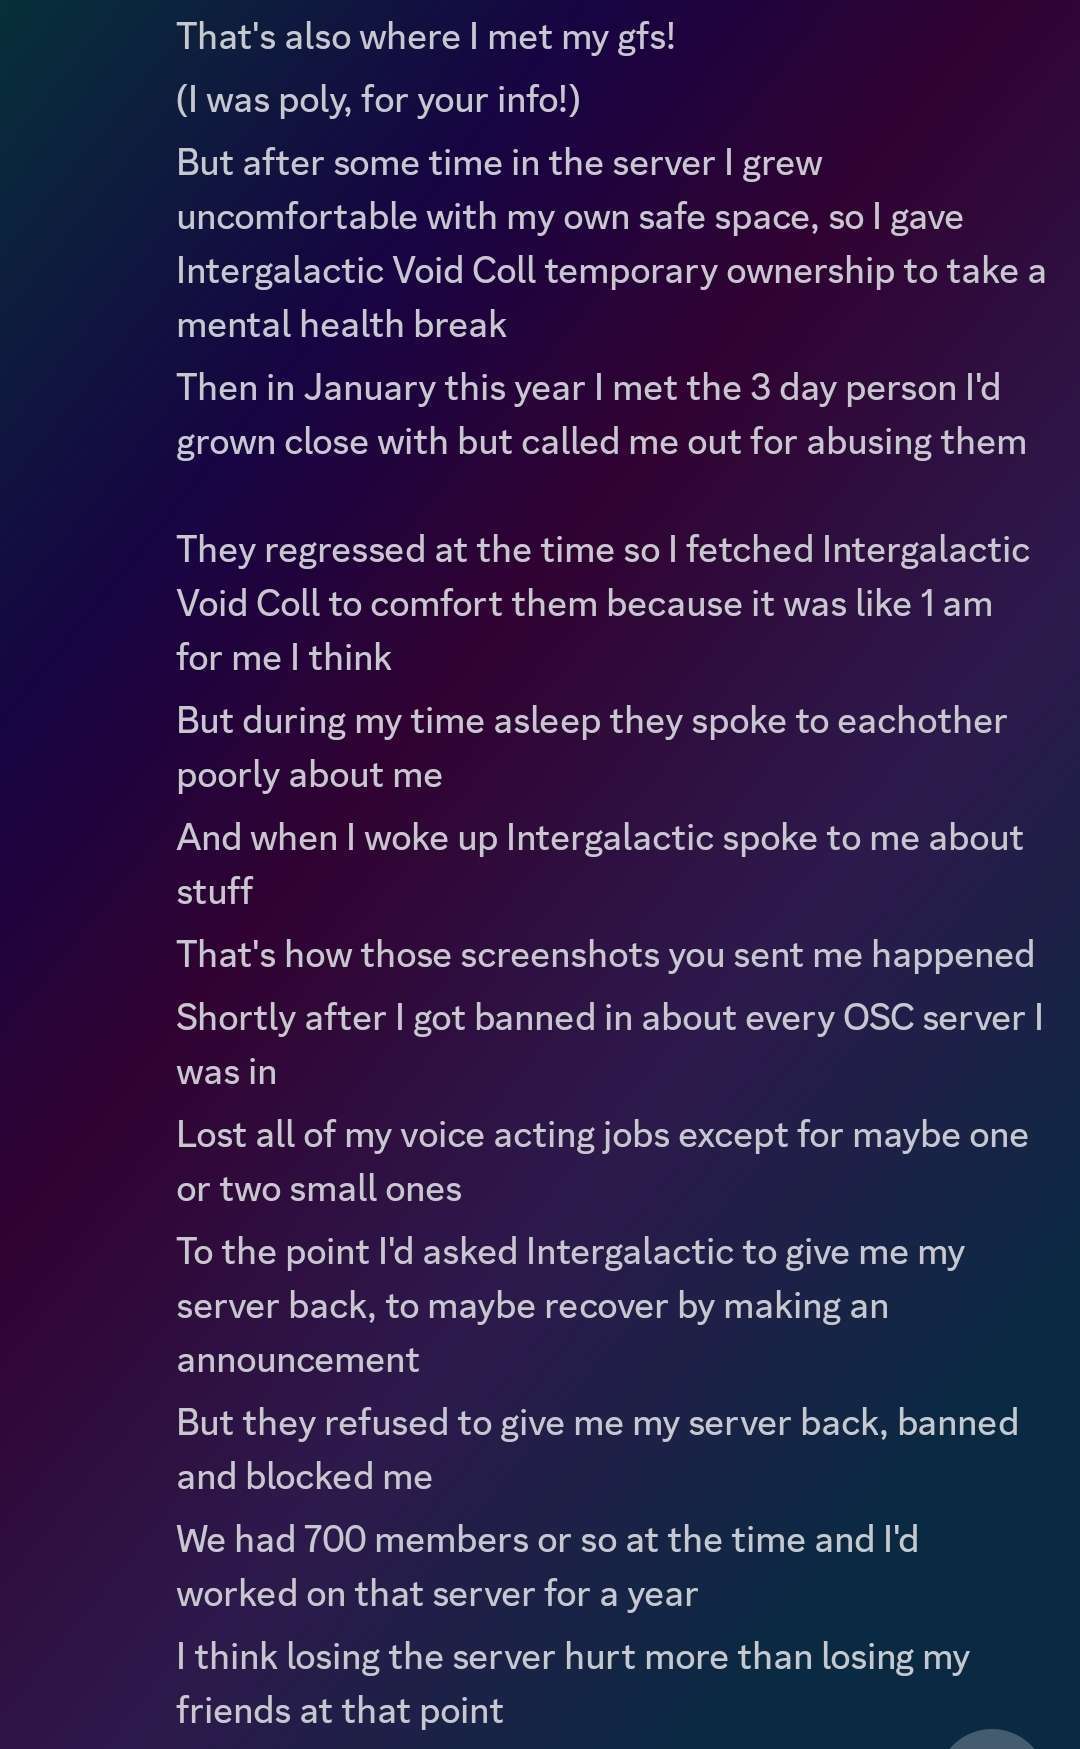 That's also where I met my gfs!
(I was poly, for your info!)
But after some time in the server I grew
uncomfortable with my own safe space, so I gave
Intergalactic Void Coll temporary ownership to take a
mental health break
Then in January this year I met the 3 day person I'd
grown close with but called me out for abusing them
They regressed at the time so I fetched Intergalactic
Void Coll to comfort them because it was like 1 am
for me I think
But during my time asleep they spoke to eachother
poorly about me
And when I woke up Intergalactic spoke to me about
stuff
That's how those screenshots you sent me happened
Shortly after I got banned in about every OSC server I
was in
Lost all of my voice acting jobs except for maybe one
or two small ones
To the point I'd asked Intergalactic to give me my
server back, to maybe recover by making an
announcement
But they refused to give me my server back, banned
and blocked me
We had 700 members or so at the time and I'd
worked on that server for a year
I think losing the server hurt more than losing my
friends at that point